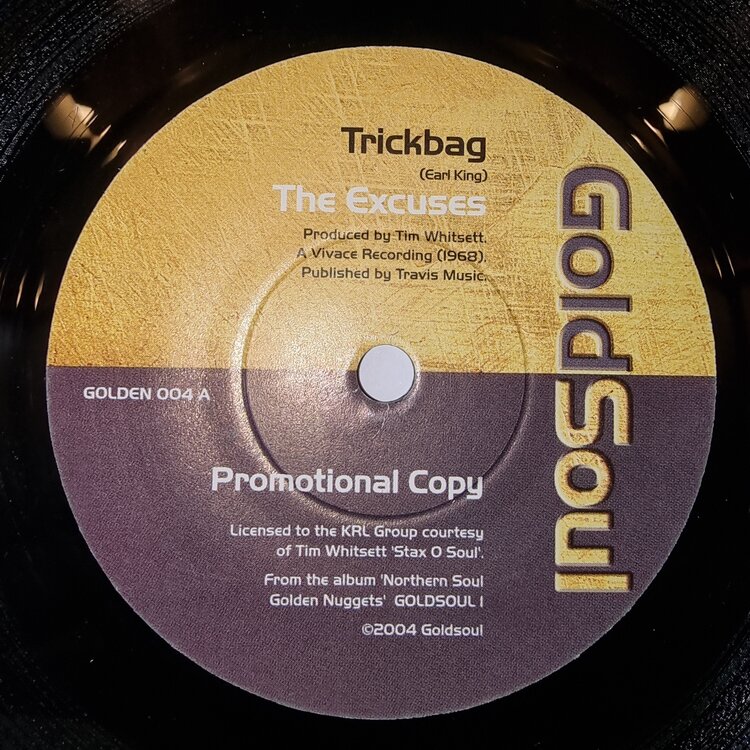 Trickbag
(Earl King)
The Excuses
Produced by Tim Whitsett.
A Vivace Recording (1968).
Published by Travis Music.
GoldSoul
GOLDEN 004 A
Promotional Copy
Licensed to the KRL Group courtesy
of Tim Whitsett 'Stax O Soul'.
From the album 'Northern Soul
Golden Nuggets' GOLDSOUL 1
©2004 Goldsoul